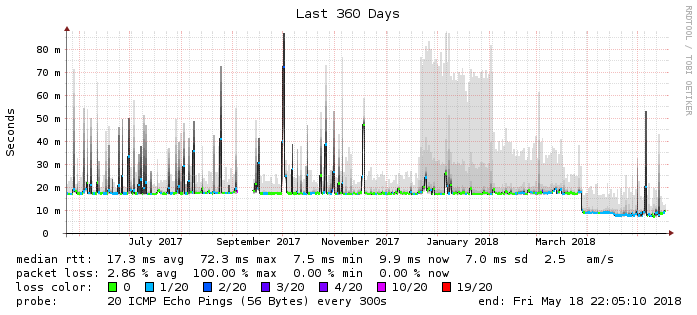 Last 360 Days
RRDTOOL / TOBI OETIKER
Seconds
80 m
70 m
60 m
50 m
40 m
30 m
20 m
10 m
0
July 2017 September 2017 November 2017 January 2018 March 2018
median rtt: 17.3 ms avg 72.3 ms max 7.5 ms min 9.9 ms now 7.0 ms sd 2.5 am/s
packet loss: 2.86 % avg 100.00 % max 0.00 % min 0.00 % now
loss color: 0 1/20 2/20 3/20 4/20 10/20 19/20
probe: 20 ICMP Echo Pings (56 Bytes) every 300s end: Fri May 18 22:05:10 2018